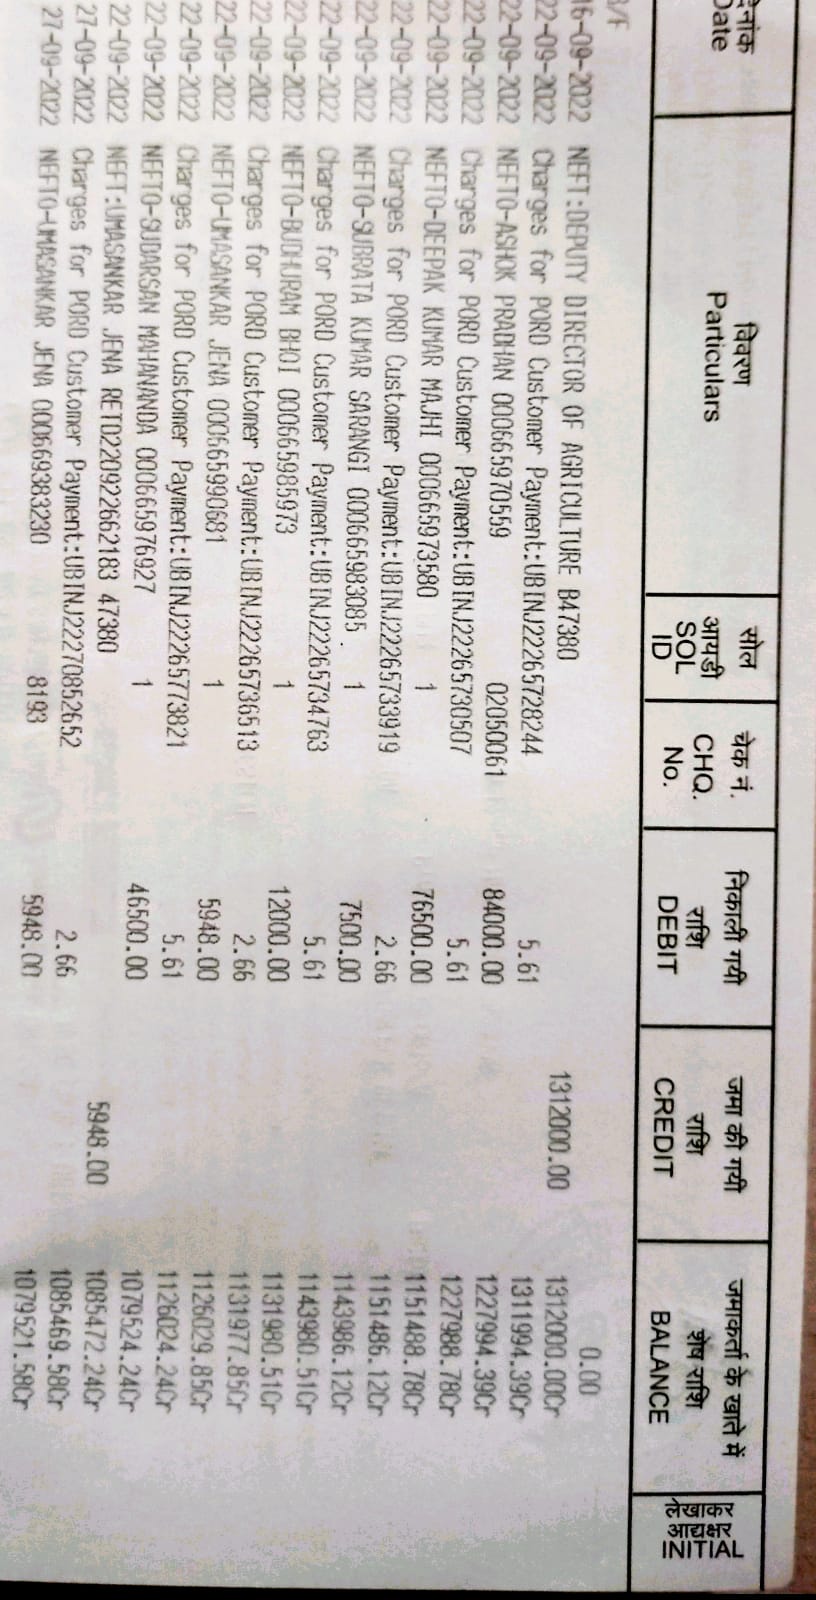 दिनांक Date | विवरण Particulars | सोल आयडी SOL ID | चेक नं. CHQ. No. | निकाली गयी राशि DEBIT | जमा की गयी राशि CREDIT | जमाकर्ता के खाते में शेष राशि BALANCE | लेखाकर आद्यक्षर INITIAL
B/F 0.00
16-09-2022 NEFT:DEPUTY DIRECTOR OF AGRICULTURE B47380 1312000.00 1312000.00Cr
22-09-2022 Charges for PORD Customer Payment:UBINJ22265728244 5.61 1311994.39Cr
22-09-2022 NEFTO-ASHOK PRADHAN 000665970559 02050061 84000.00 1227994.39Cr
22-09-2022 Charges for PORD Customer Payment:UBINJ22265730507 5.61 1227988.78Cr
22-09-2022 NEFTO-DEEPAK KUMAR MAJHI 000665973580 1 76500.00 1151488.78Cr
22-09-2022 Charges for PORD Customer Payment:UBINJ22265733919 2.66 1151486.12Cr
22-09-2022 NEFTO-SUBRATA KUMAR SARANGI 000665983085 1 7500.00 1143986.12Cr
22-09-2022 Charges for PORD Customer Payment:UBINJ22265734763 5.61 1143980.51Cr
22-09-2022 NEFTO-BUDHURAM BHOI 000665985973 1 12000.00 1131980.51Cr
22-09-2022 Charges for PORD Customer Payment:UBINJ22265736513 2.66 1131977.85Cr
22-09-2022 NEFTO-UMASANKAR JENA 000665990681 1 5948.00 1126029.85Cr
22-09-2022 Charges for PORD Customer Payment:UBINJ22265773821 5.61 1126024.24Cr
22-09-2022 NEFTO-SUDARSAN MAHANANDA 000665976927 1 46500.00 1079524.24Cr
22-09-2022 NEFT:UMASANKAR JENA RETD220922662183 47380 5948.00 1085472.24Cr
27-09-2022 Charges for PORD Customer Payment:UBINJ22270852652 2.66 1085469.58Cr
27-09-2022 NEFTO-UMASANKAR JENA 000669383230 8193 5948.00 1079521.58Cr